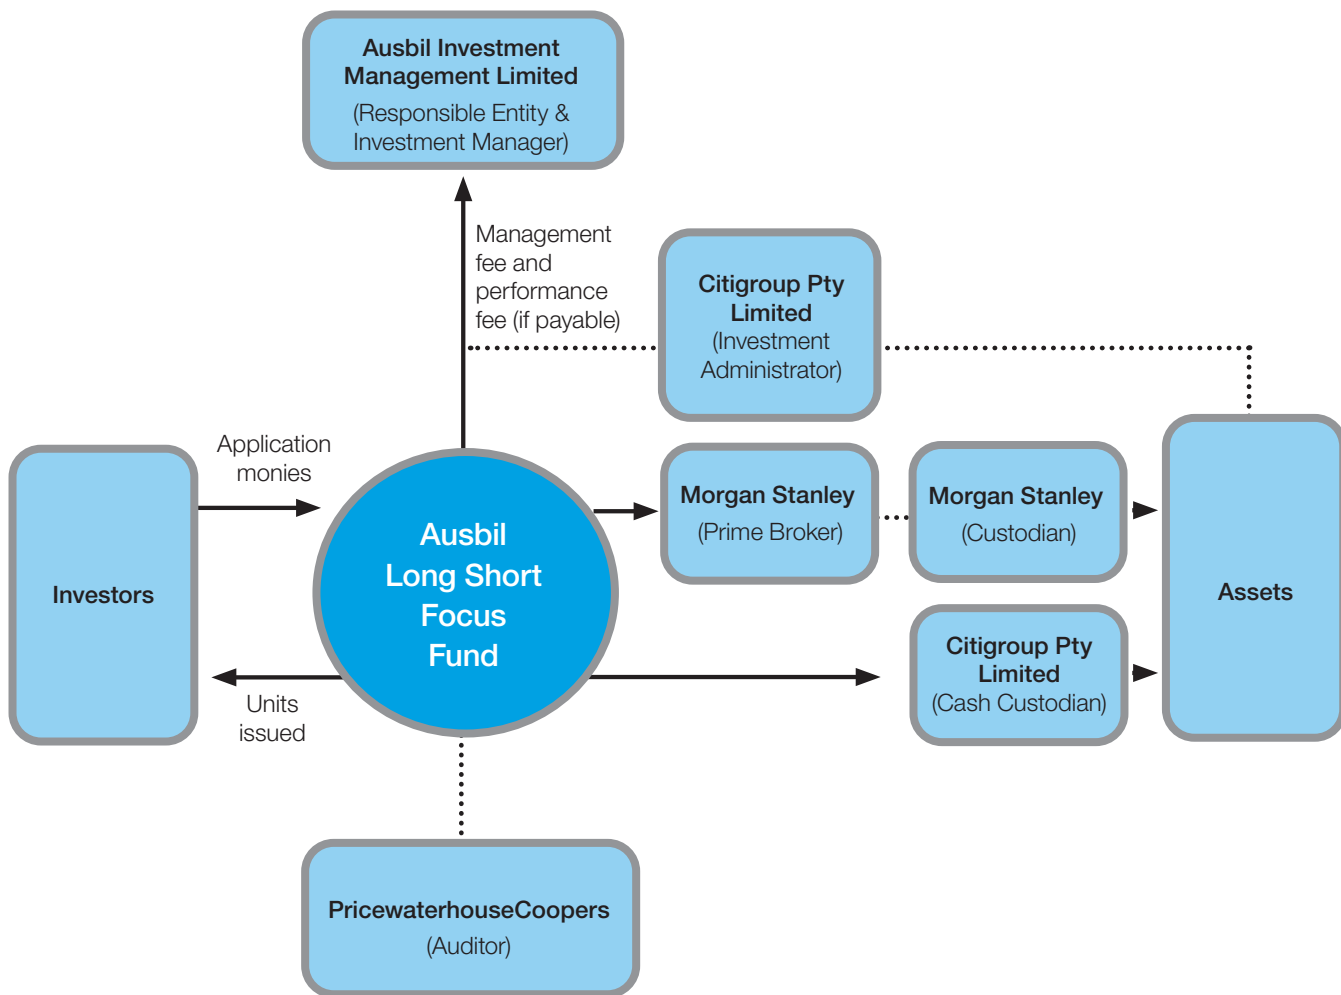 Ausbil Investment
Management Limited
(Responsible Entity &
Investment Manager)
Management
fee and
performance
fee (if payable)
Citigroup Pty
Limited
(Investment
Administrator)
Application
monies
Investors
Units
issued
Ausbil
Long Short
Focus
Fund
Morgan Stanley
(Prime Broker)
Morgan Stanley
(Custodian)
Citigroup Pty
Limited
(Cash Custodian)
Assets
PricewaterhouseCoopers
(Auditor)